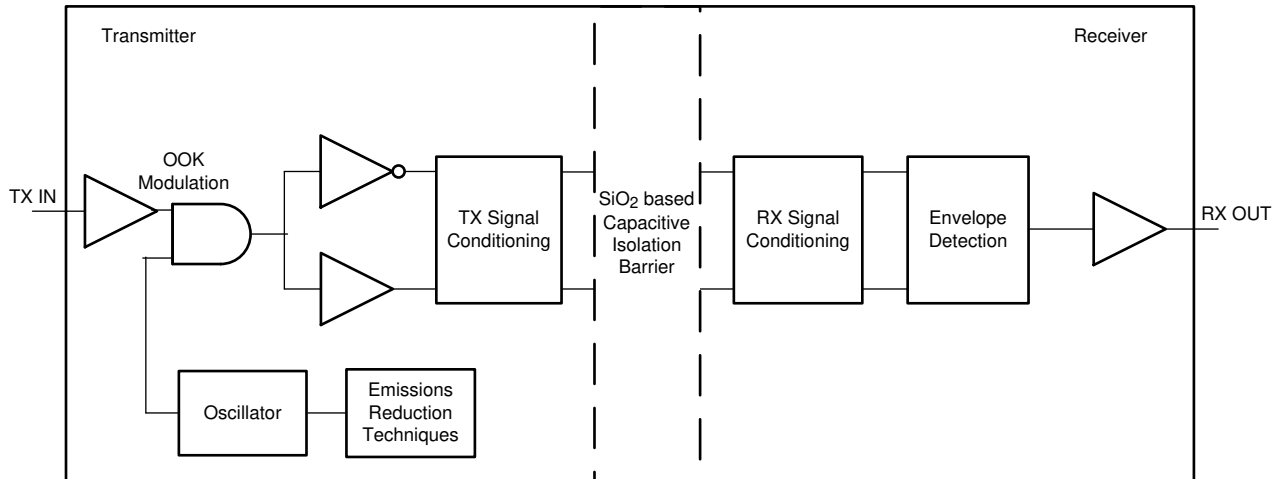 Transmitter
Receiver
OOK
Modulation
TX IN
TX Signal
Conditioning
SiO2 based
Capacitive
Isolation
Barrier
RX Signal
Conditioning
Envelope
Detection
RX OUT
Oscillator
Emissions
Reduction
Techniques